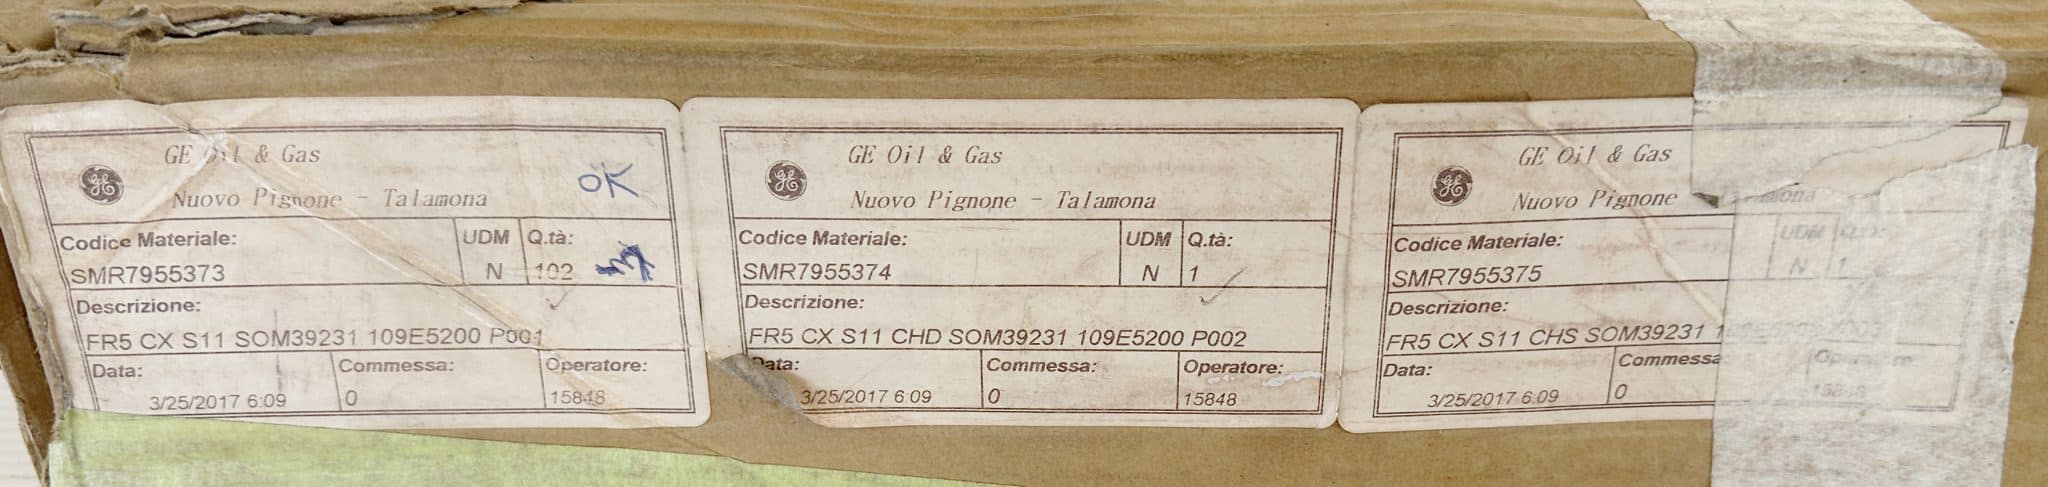 GE Oil & Gas
OK
Nuovo Pignone - Talamona
Codice Materiale:
UDM
Q.tà:
SMR7955373
N
102
Descrizione:
FR5 CX S11 SOM39231 109E5200 P001
Data:
Commessa:
Operatore:
3/25/2017 6:09
0
15848
GE Oil & Gas
Nuovo Pignone - Talamona
Codice Materiale:
UDM
Q.tà:
SMR7955374
N
1
Descrizione:
FR5 CX S11 CHD SOM39231 109E5200 P002
Data:
Commessa:
Operatore:
3/25/2017 6:09
0
15848
GE Oil & Gas
Nuovo Pignone - Talamona
Codice Materiale:
UDM
Q.tà:
SMR7955375
N
1
Descrizione:
FR5 CX S11 CHS SOM39231
Data:
Commessa
Operatore
3/25/2017 6:09
0
15848